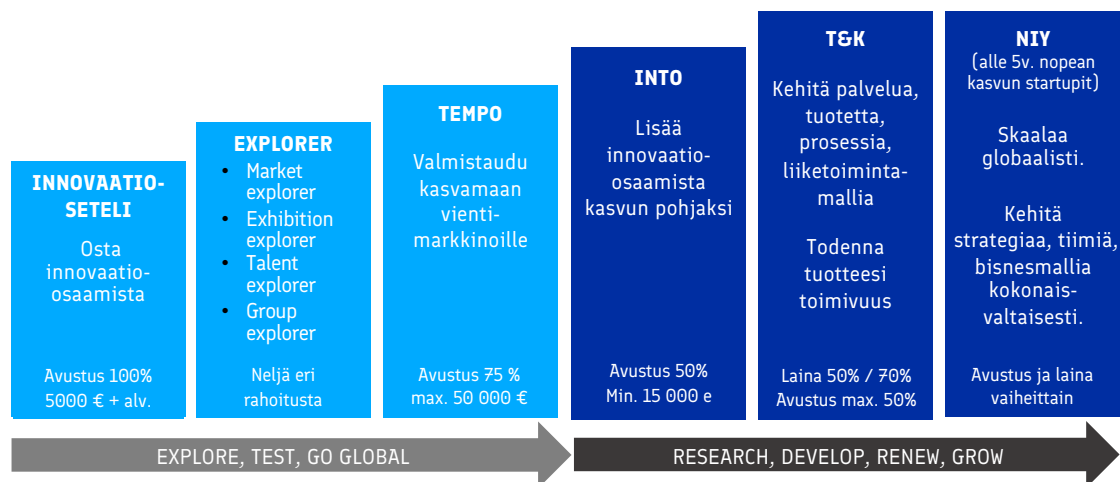 INNOVAATIO-
SETELI
Osta
innovaatio-
osaamista
Avustus 100%
5000 € + alv.
EXPLORER
• Market
explorer
• Exhibition
explorer
• Talent
explorer
• Group
explorer
Neljä eri
rahoitusta
TEMPO
Valmistaudu
kasvamaan
vienti-
markkinoille
Avustus 75 %
max. 50 000 €
INTO
Lisää
innovaatio-
osaamista
kasvun pohjaksi
Avustus 50%
Min. 15 000 e
T&K
Kehitä palvelua,
tuotetta,
prosessia,
liiketoiminta-
mallia
Todenna
tuotteesi
toimivuus
Laina 50% / 70%
Avustus max. 50%
NIY
(alle 5v. nopean
kasvun startupit)
Skaalaa
globaalisti.
Kehitä
strategiaa, tiimiä,
bisnesmallia
kokonais-
valtaisesti.
Avustus ja laina
vaiheittain
EXPLORE, TEST, GO GLOBAL
RESEARCH, DEVELOP, RENEW, GROW